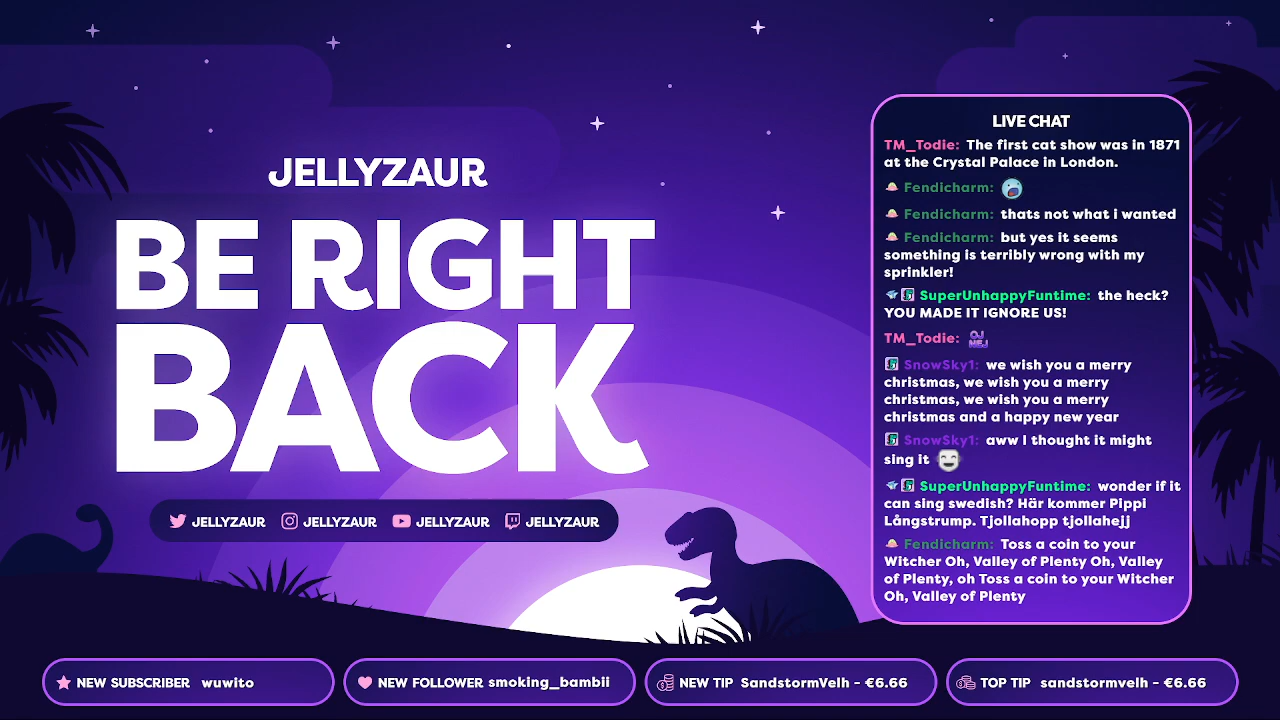 JELLYZAUR
BE RIGHT
BACK
JELLYZAUR JELLYZAUR JELLYZAUR JELLYZAUR
LIVE CHAT
TM_Todie: The first cat show was in 1871
at the Crystal Palace in London.
Fendicharm:
Fendicharm: thats not what i wanted
Fendicharm: but yes it seems
something is terribly wrong with my
sprinkler!
SuperUnhappyFuntime: the heck?
YOU MADE IT IGNORE US!
TM_Todie:
SnowSky1: we wish you a merry
christmas, we wish you a merry
christmas, we wish you a merry
christmas and a happy new year
SnowSky1: aww I thought it might
sing it
SuperUnhappyFuntime: wonder if it
can sing swedish? Här kommer Pippi
Långstrump. Tjollahopp tjollahejj
Fendicharm: Toss a coin to your
Witcher Oh, Valley of Plenty Oh, Valley
of Plenty, oh Toss a coin to your Witcher
Oh, Valley of Plenty
NEW SUBSCRIBER wuwito
NEW FOLLOWER smoking_bambii
NEW TIP SandstormVelh - €6.66
TOP TIP sandstormvelh - €6.66